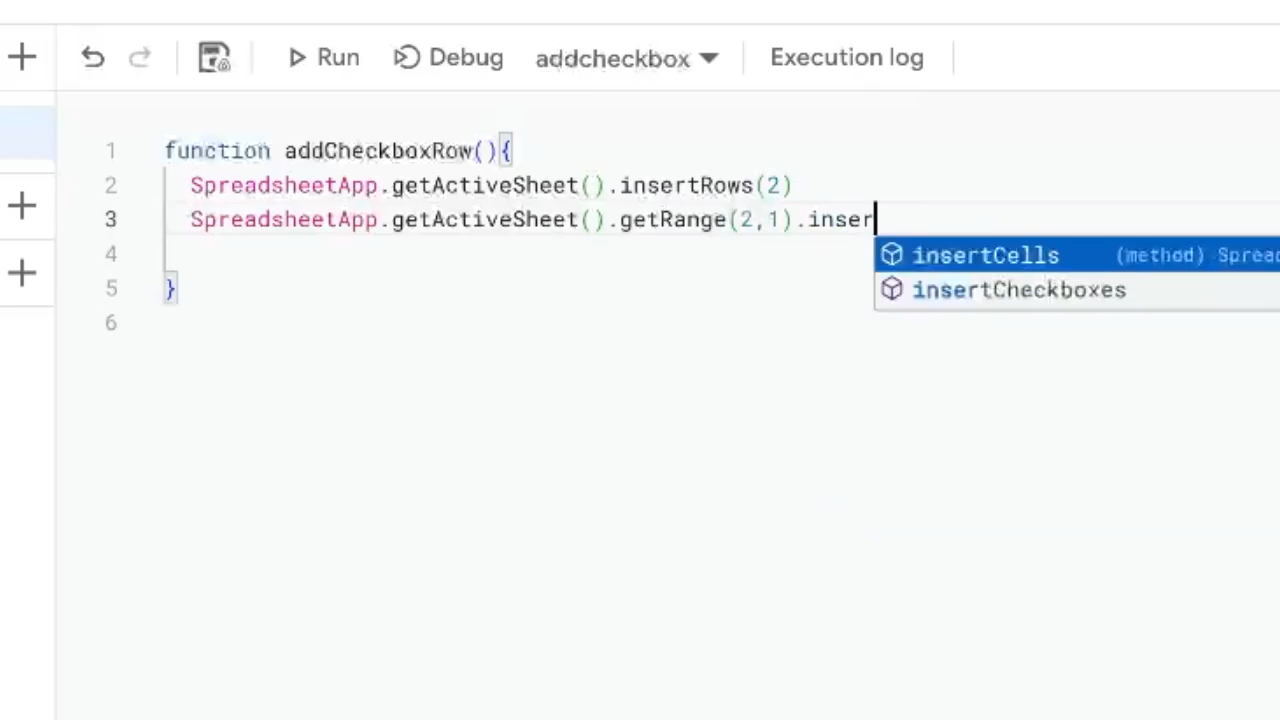 Run Debug addcheckbox Execution log
1 function addCheckboxRow(){
2 SpreadsheetApp.getActiveSheet().insertRows(2)
3 SpreadsheetApp.getActiveSheet().getRange(2,1).inser
insertCells (method) Spread
4
insertCheckboxes
5 }
6